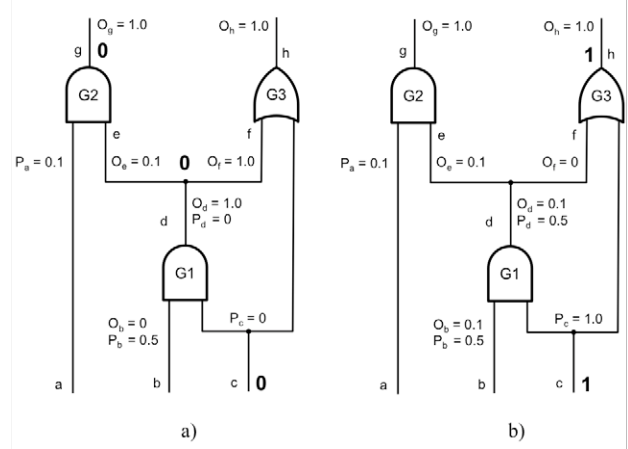 O_g = 1.0
g 0
G2
e
P_a = 0.1
O_e = 0.1
0
O_h = 1.0
h
G3
f
O_f = 1.0
O_d = 1.0
P_d = 0
d
G1
O_b = 0
P_b = 0.5
P_c = 0
a
b
c 0
a)
O_g = 1.0
g
G2
e
P_a = 0.1
O_e = 0.1
O_h = 1.0
1 h
G3
f
O_f = 0
O_d = 0.1
P_d = 0.5
d
G1
O_b = 0.1
P_b = 0.5
P_c = 1.0
a
b
c 1
b)